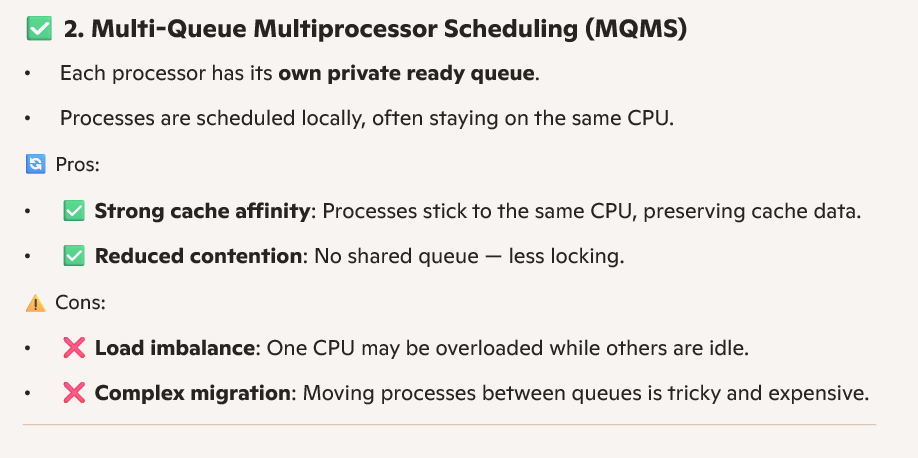 ✅ 2. Multi-Queue Multiprocessor Scheduling (MQMS)
• Each processor has its own private ready queue.
• Processes are scheduled locally, often staying on the same CPU.
🔄 Pros:
• ✅ Strong cache affinity: Processes stick to the same CPU, preserving cache data.
• ✅ Reduced contention: No shared queue — less locking.
⚠️ Cons:
• ❌ Load imbalance: One CPU may be overloaded while others are idle.
• ❌ Complex migration: Moving processes between queues is tricky and expensive.